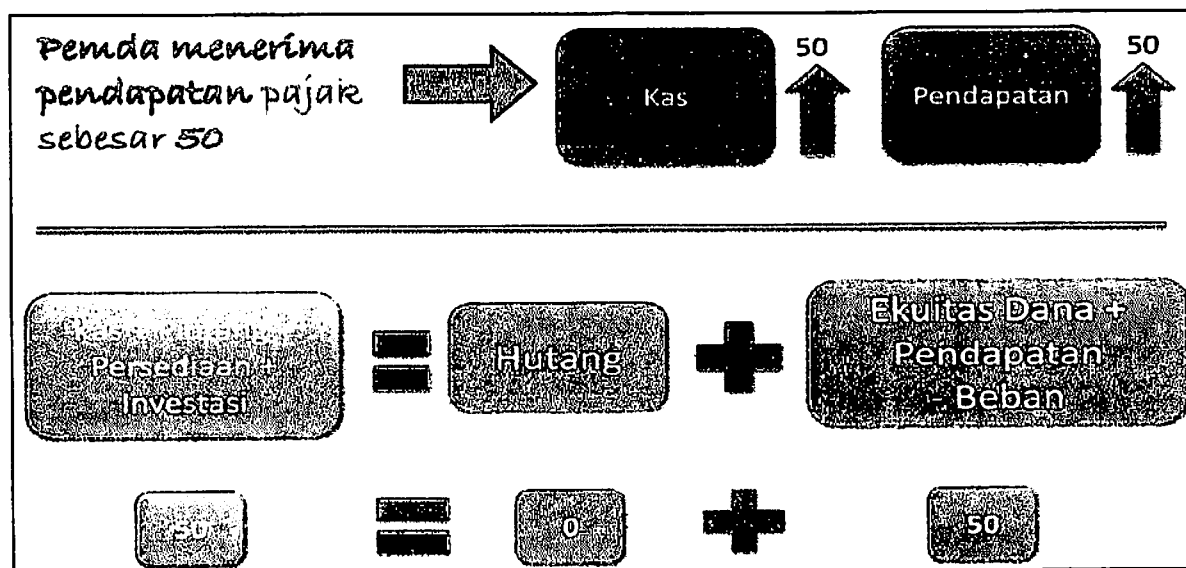 Pemda menerima
pendapatan pajak
sebesar 50
Kas
50
Pendapatan
50
Persediaan +
Investasi
Hutang
Ekuitas Dana +
Pendapatan
- Beban
50
0
50